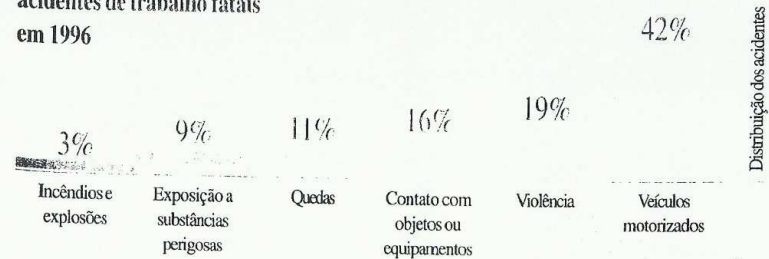 acidentes de trabalho fatais
em 1996
42%
19%
16%
11%
9%
3%
Incêndios e
explosões
Exposição a
substâncias
perigosas
Quedas
Contato com
objetos ou
equipamentos
Violência
Veículos
motorizados
Distribuição dos acidentes